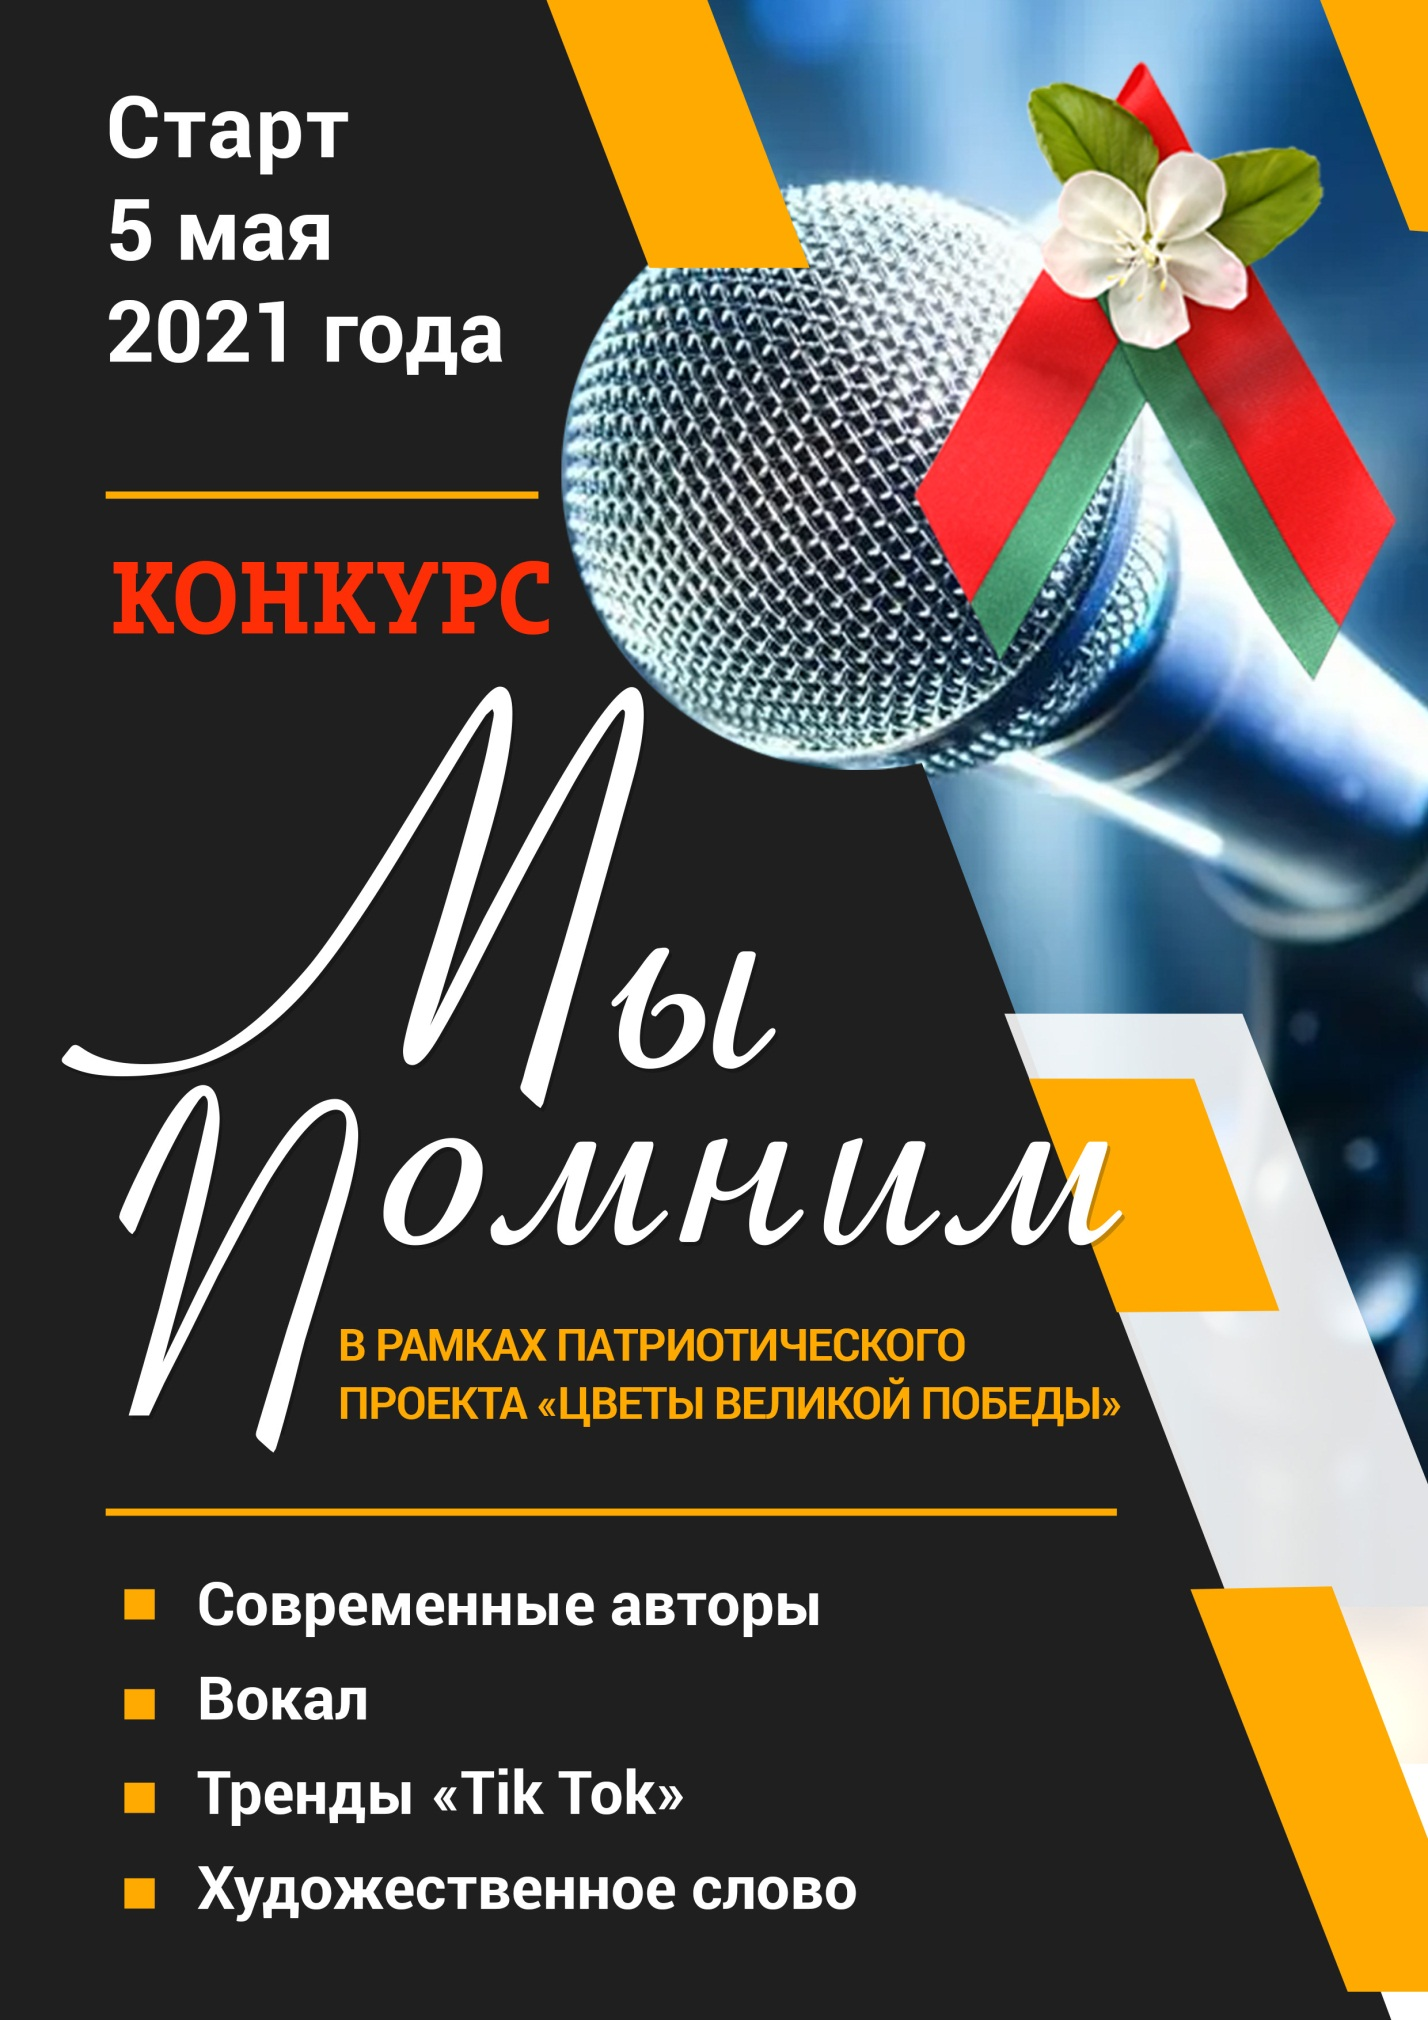 Старт
5 мая
2021 года
КОНКУРС
Мы
Помним
В РАМКАХ ПАТРИОТИЧЕСКОГО
ПРОЕКТА «ЦВЕТЫ ВЕЛИКОЙ ПОБЕДЫ»
Современные авторы
Вокал
Тренды «Tik Tok»
Художественное слово